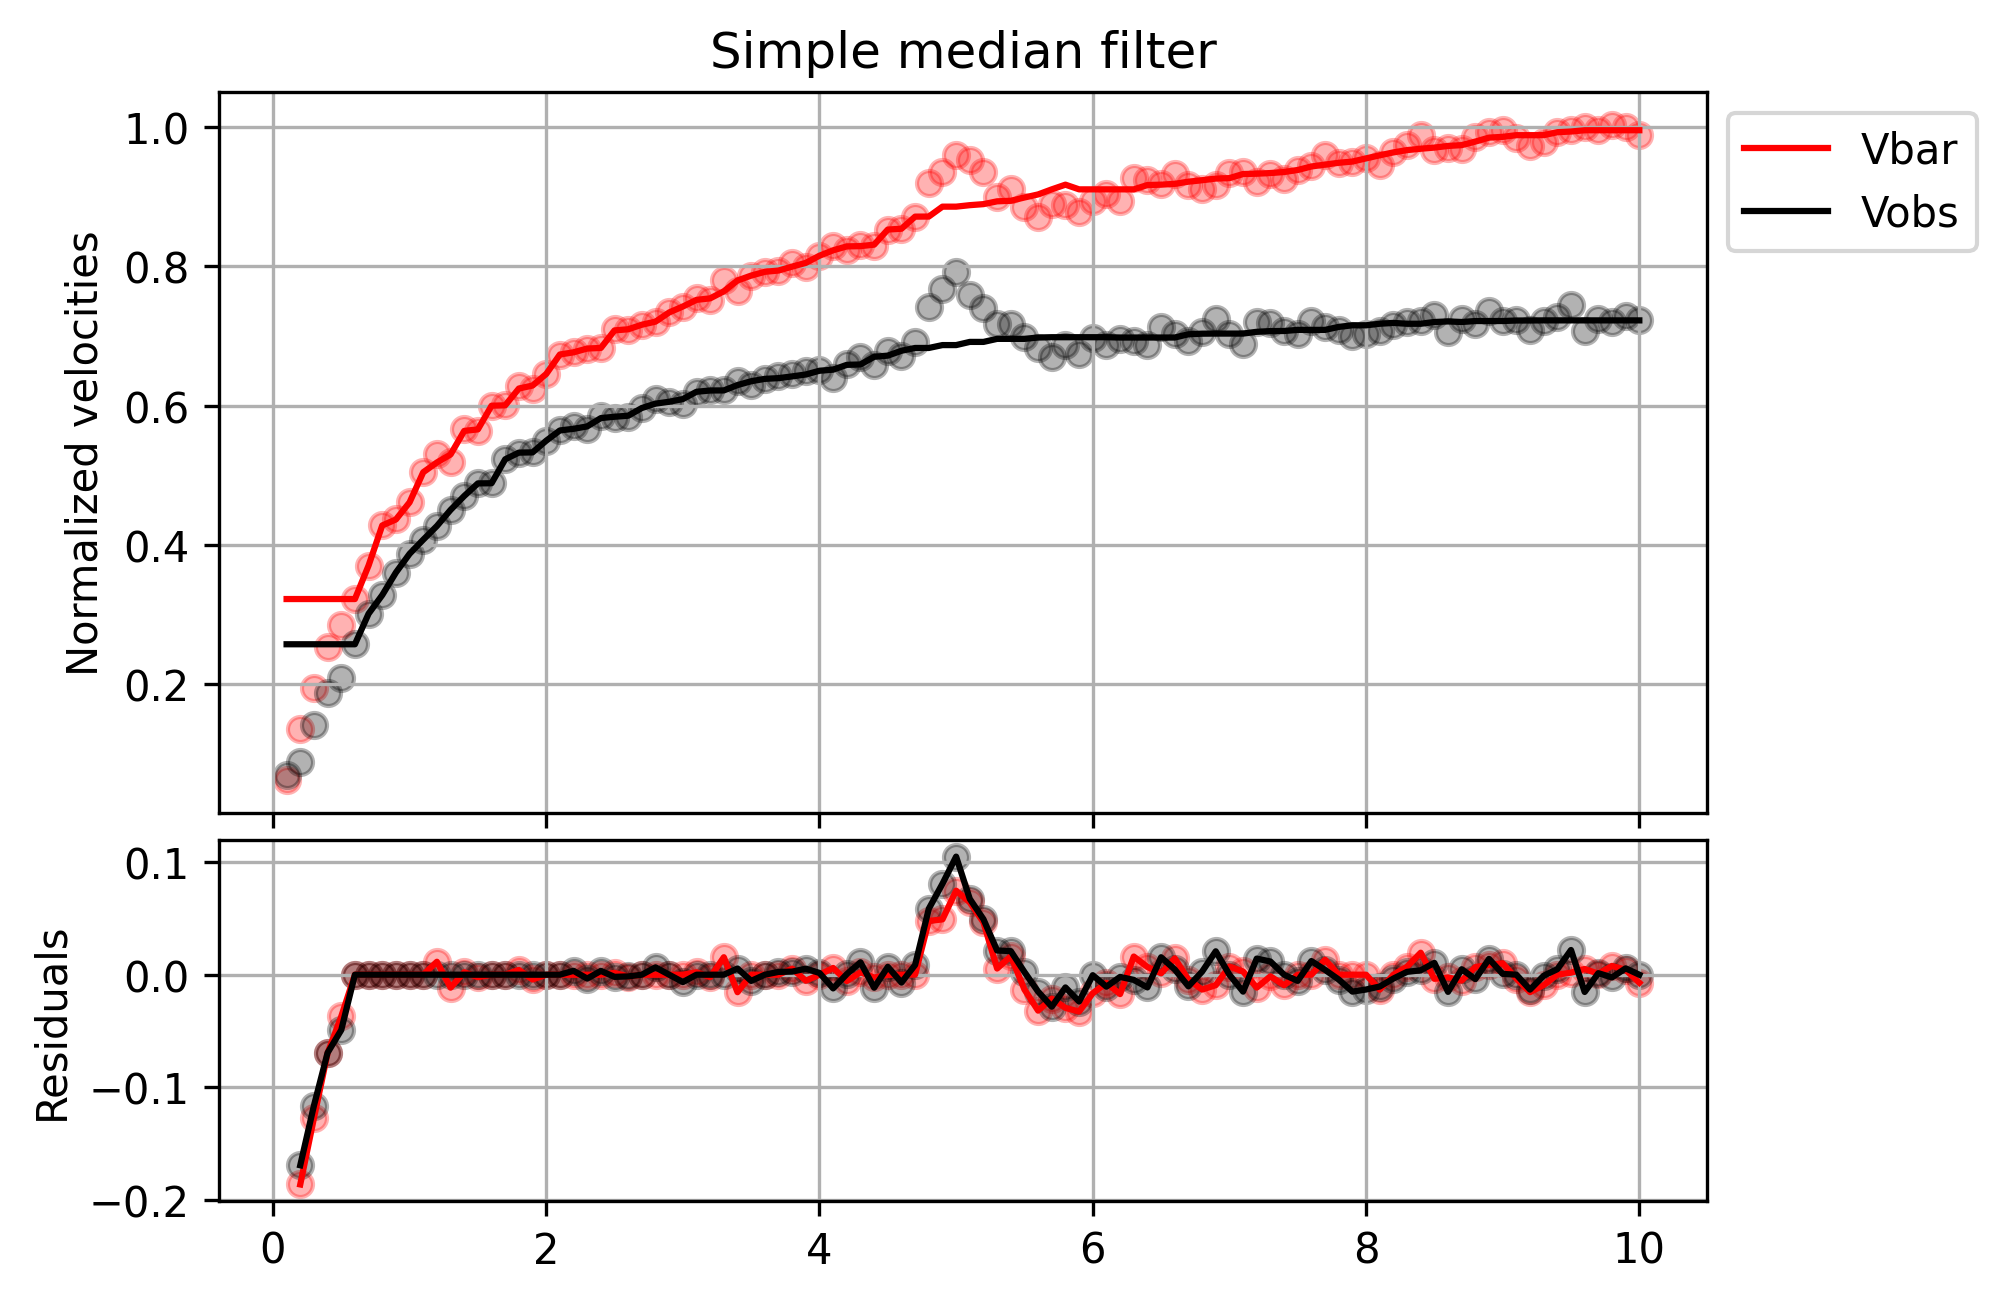 Simple median filter
Normalized velocities
1.0
0.8
0.6
0.4
0.2
Vbar
Vobs
Residuals
0.1
0.0
−0.1
−0.2
0 2 4 6 8 10